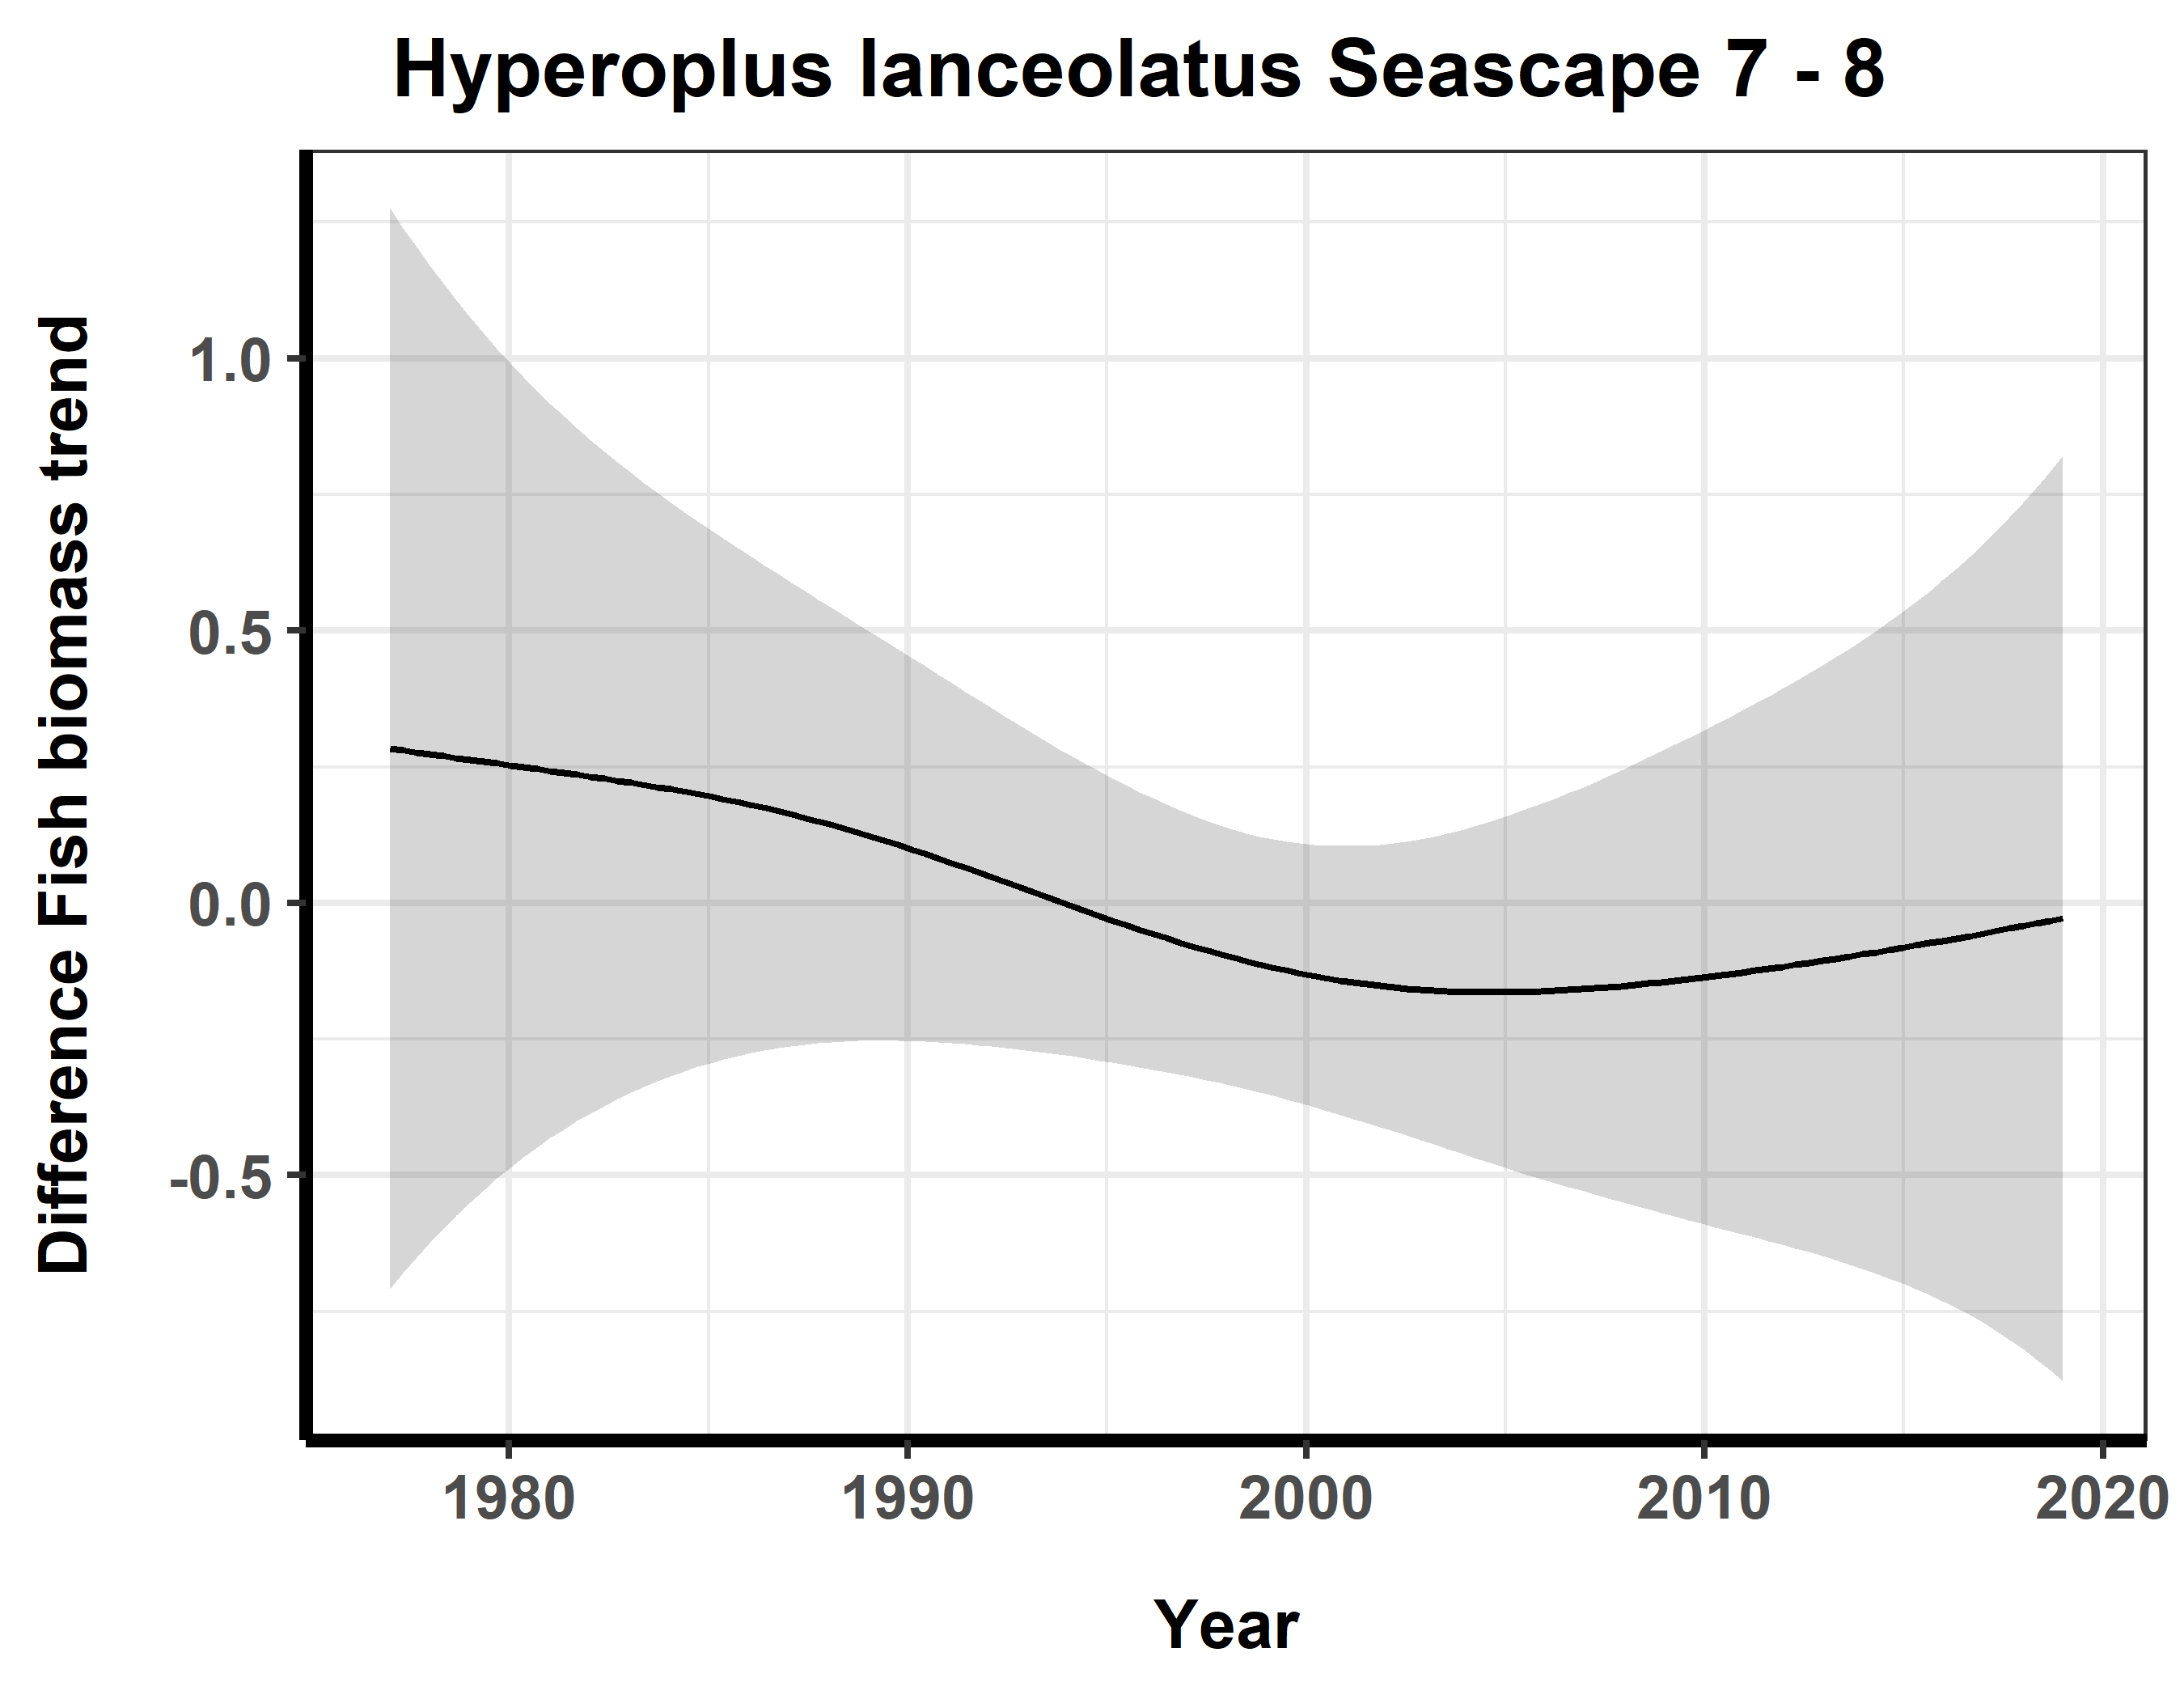 Hyperoplus lanceolatus Seascape 7 - 8
Difference Fish biomass trend
1.0
0.5
0.0
-0.5
1980 1990 2000 2010 2020
Year